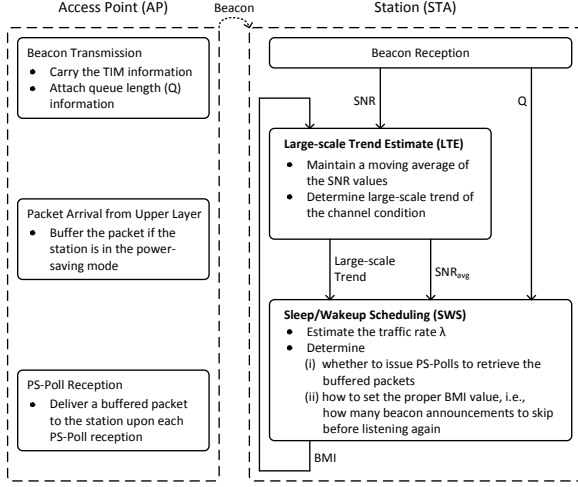 Access Point (AP)
Beacon
Station (STA)
Beacon Transmission
● Carry the TIM information
● Attach queue length (Q)
information
Packet Arrival from Upper Layer
● Buffer the packet if the
station is in the power-
saving mode
PS-Poll Reception
● Deliver a buffered packet
to the station upon each
PS-Poll reception
Beacon Reception
SNR
Q
Large-scale Trend Estimate (LTE)
● Maintain a moving average of
the SNR values
● Determine large-scale trend of
the channel condition
Large-scale
Trend
SNRavg
Sleep/Wakeup Scheduling (SWS)
● Estimate the traffic rate λ
● Determine
(i) whether to issue PS-Polls to retrieve the
buffered packets
(ii) how to set the proper BMI value, i.e.,
how many beacon announcements to skip
before listening again
BMI